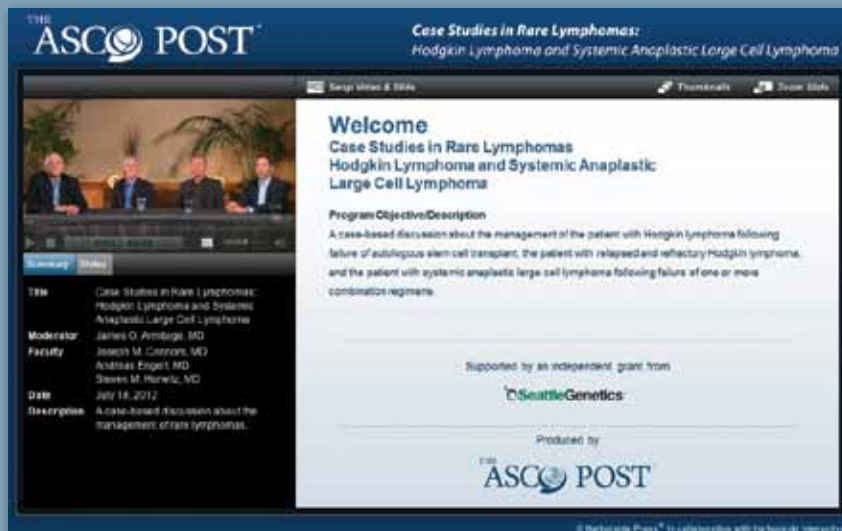 THE
ASCO POST
Case Studies in Rare Lymphomas:
Hodgkin Lymphoma and Systemic Anaplastic Large Cell Lymphoma
Swap Video & Slide
Thumbnails
Zoom Slide
Welcome
Case Studies in Rare Lymphomas
Hodgkin Lymphoma and Systemic Anaplastic
Large Cell Lymphoma
Program Objective/Description
A case-based discussion about the management of the patient with Hodgkin lymphoma following
failure of autologous stem cell transplant, the patient with relapsed and refractory Hodgkin lymphoma,
and the patient with systemic anaplastic large cell lymphoma following failure of one or more
combination regimens.
Supported by an independent grant from
SeattleGenetics
Produced by
THE
ASCO POST
Summary
Slides
Title Case Studies in Rare Lymphomas:
Hodgkin Lymphoma and Systemic
Anaplastic Large Cell Lymphoma
Moderator James O. Armitage, MD
Faculty Joseph M. Connors, MD
Andreas Engert, MD
Steven M. Horwitz, MD
Date July 18, 2012
Description A case-based discussion about the
management of rare lymphomas.